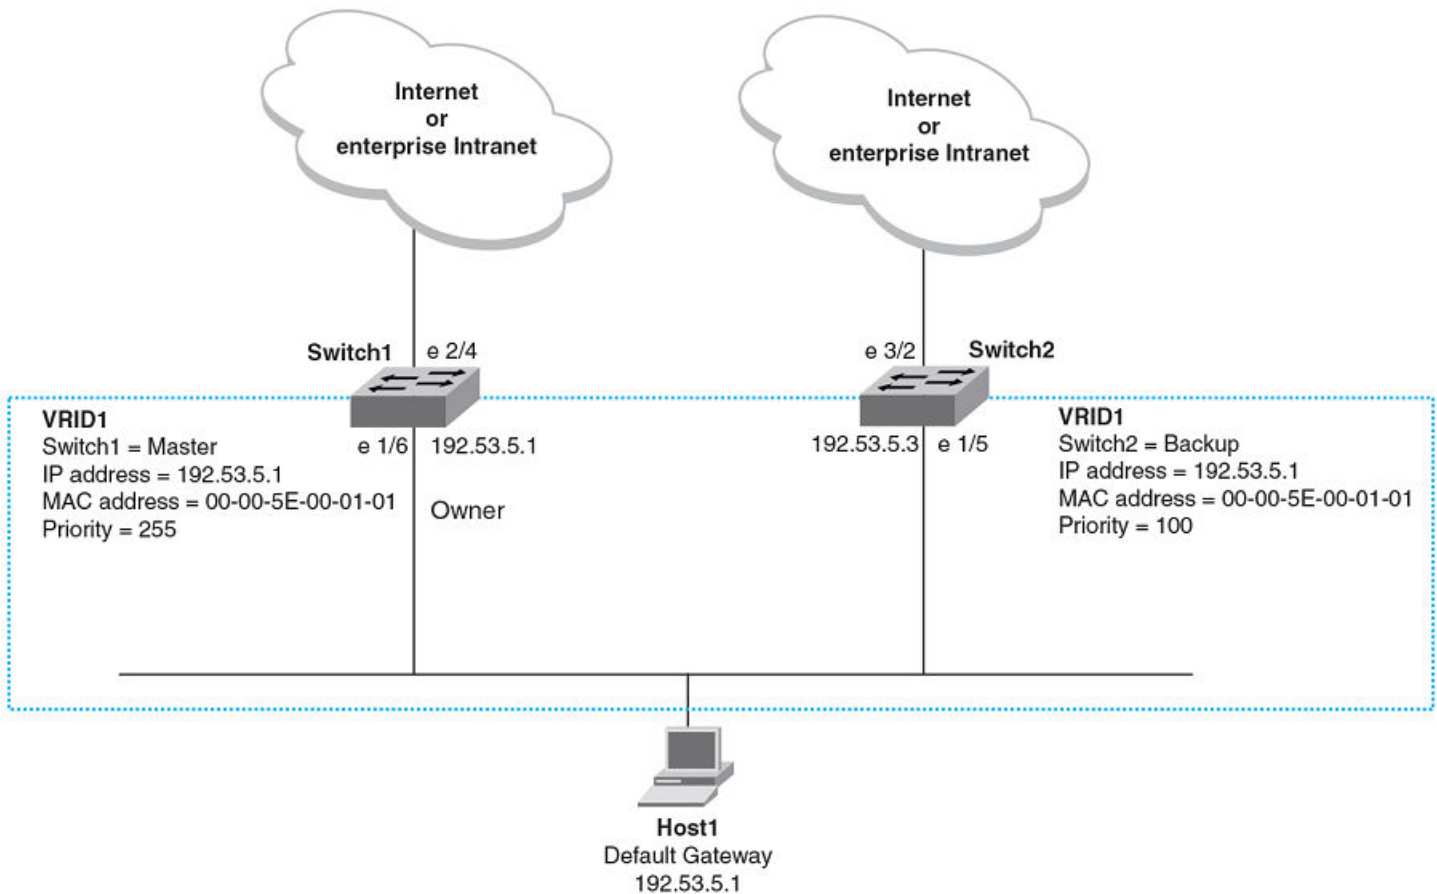 Internet
or
enterprise Intranet
Internet
or
enterprise Intranet
Switch1
e 2/4
e 3/2
Switch2
VRID1
Switch1 = Master
IP address = 192.53.5.1
MAC address = 00-00-5E-00-01-01
Priority = 255
e 1/6
192.53.5.1
Owner
192.53.5.3
e 1/5
VRID1
Switch2 = Backup
IP address = 192.53.5.1
MAC address = 00-00-5E-00-01-01
Priority = 100
Host1
Default Gateway
192.53.5.1